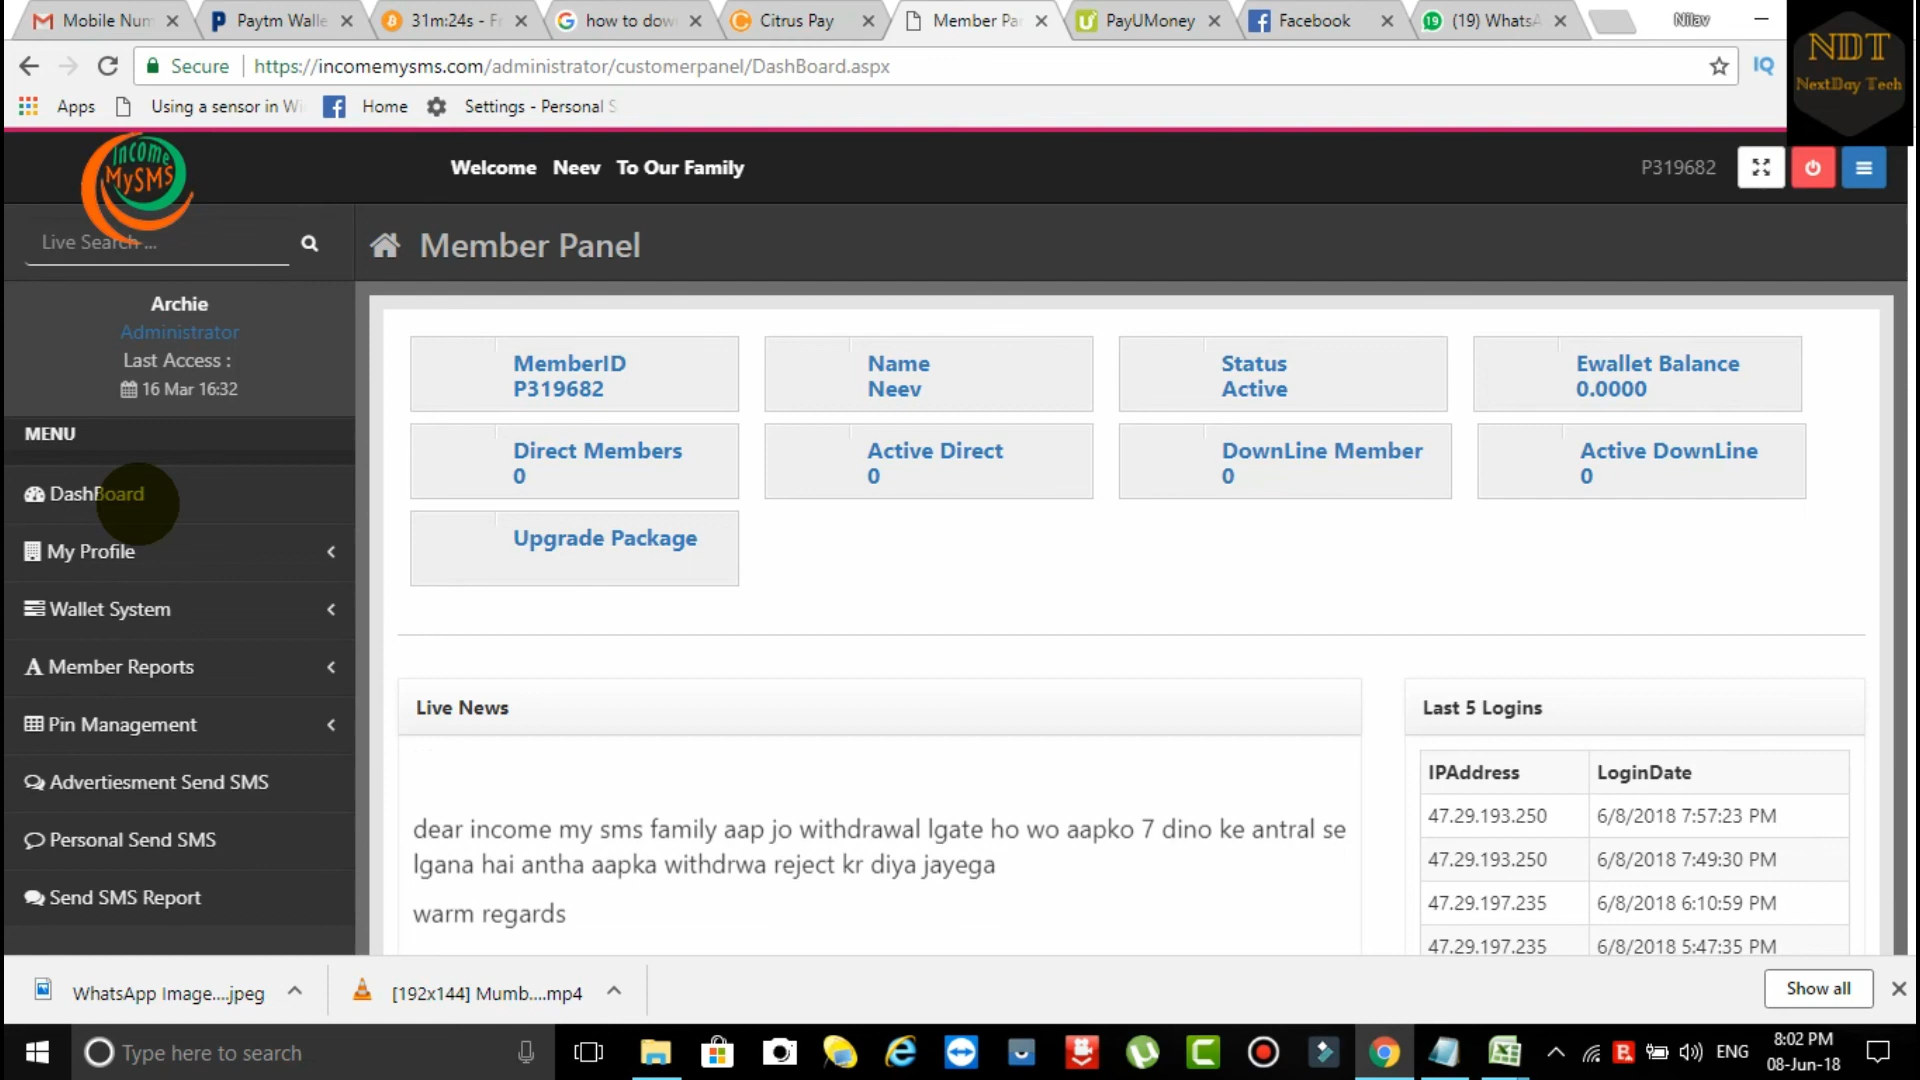 Mobile Num
Paytm Walle
31m:24s - Fr
how to dow
Citrus Pay
Member Pa
PayUMoney
Facebook
(19) WhatsA
Nilav
Secure
https://incomemysms.com/administrator/customerpanel/DashBoard.aspx
IQ
NDT
NextDay Tech
Apps
Using a sensor in Wi
Home
Settings - Personal S
Income
MySMS
Welcome Neev To Our Family
P319682
Live Search ...
Member Panel
Archie
Administrator
Last Access :
16 Mar 16:32
MENU
DashBoard
My Profile
Wallet System
Member Reports
Pin Management
Advertiesment Send SMS
Personal Send SMS
Send SMS Report
MemberID
P319682
Name
Neev
Status
Active
Ewallet Balance
0.0000
Direct Members
0
Active Direct
0
DownLine Member
0
Active DownLine
0
Upgrade Package
Live News
dear income my sms family aap jo withdrawal lgate ho wo aapko 7 dino ke antral se
lgana hai antha aapka withdrwa reject kr diya jayega
warm regards
Last 5 Logins
IPAddress LoginDate
47.29.193.250 6/8/2018 7:57:23 PM
47.29.193.250 6/8/2018 7:49:30 PM
47.29.197.235 6/8/2018 6:10:59 PM
47.29.197.235 6/8/2018 5:47:35 PM
WhatsApp Image....jpeg
[192x144] Mumb....mp4
Show all
Type here to search
ENG
8:02 PM
08-Jun-18